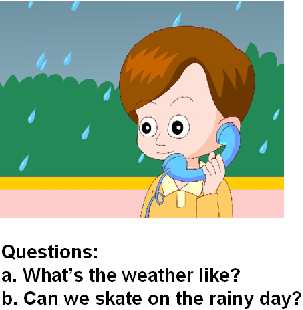 Questions:
a. What's the weather like?
b. Can we skate on the rainy day?